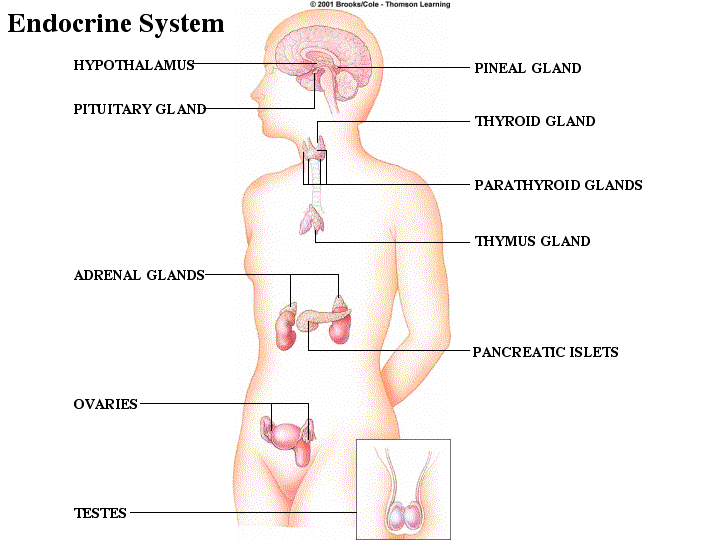 © 2001 Brooks/Cole - Thomson Learning
Endocrine System
HYPOTHALAMUS
PINEAL GLAND
PITUITARY GLAND
THYROID GLAND
PARATHYROID GLANDS
THYMUS GLAND
ADRENAL GLANDS
PANCREATIC ISLETS
OVARIES
TESTES